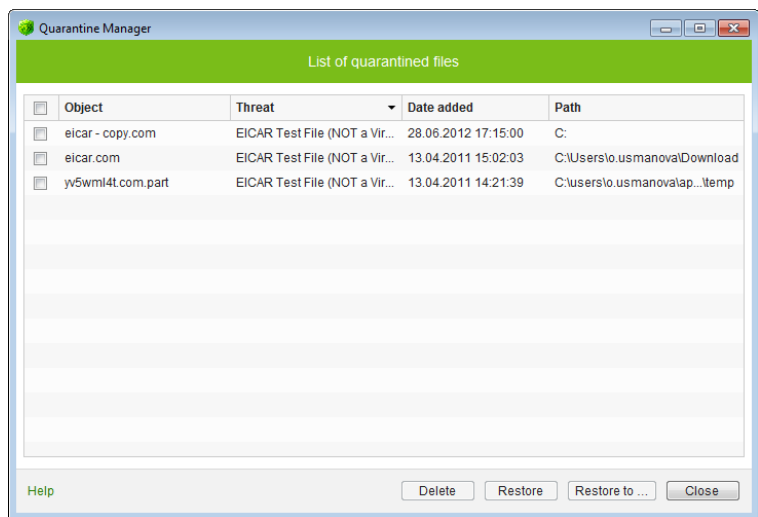 Quarantine Manager
List of quarantined files
Object Threat Date added Path
eicar - copy.com EICAR Test File (NOT a Vir... 28.06.2012 17:15:00 C:
eicar.com EICAR Test File (NOT a Vir... 13.04.2011 15:02:03 C:\Users\o.usmanova\Download
yv5wml4t.com.part EICAR Test File (NOT a Vir... 13.04.2011 14:21:39 C:\users\o.usmanova\ap...\temp
Help Delete Restore Restore to ... Close